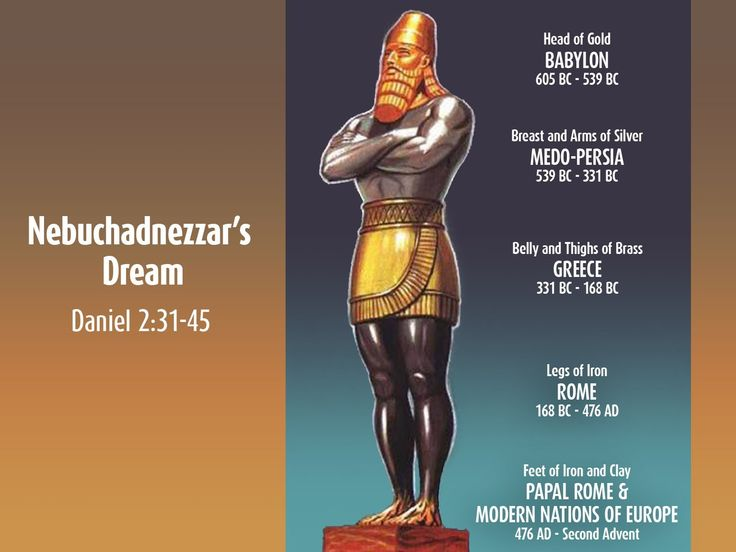 Nebuchadnezzar's
Dream
Daniel 2:31-45
Head of Gold
BABYLON
605 BC - 539 BC
Breast and Arms of Silver
MEDO-PERSIA
539 BC - 331 BC
Belly and Thighs of Brass
GREECE
331 BC - 168 BC
Legs of Iron
ROME
168 BC - 476 AD
Feet of Iron and Clay
PAPAL ROME &
MODERN NATIONS OF EUROPE
476 AD - Second Advent